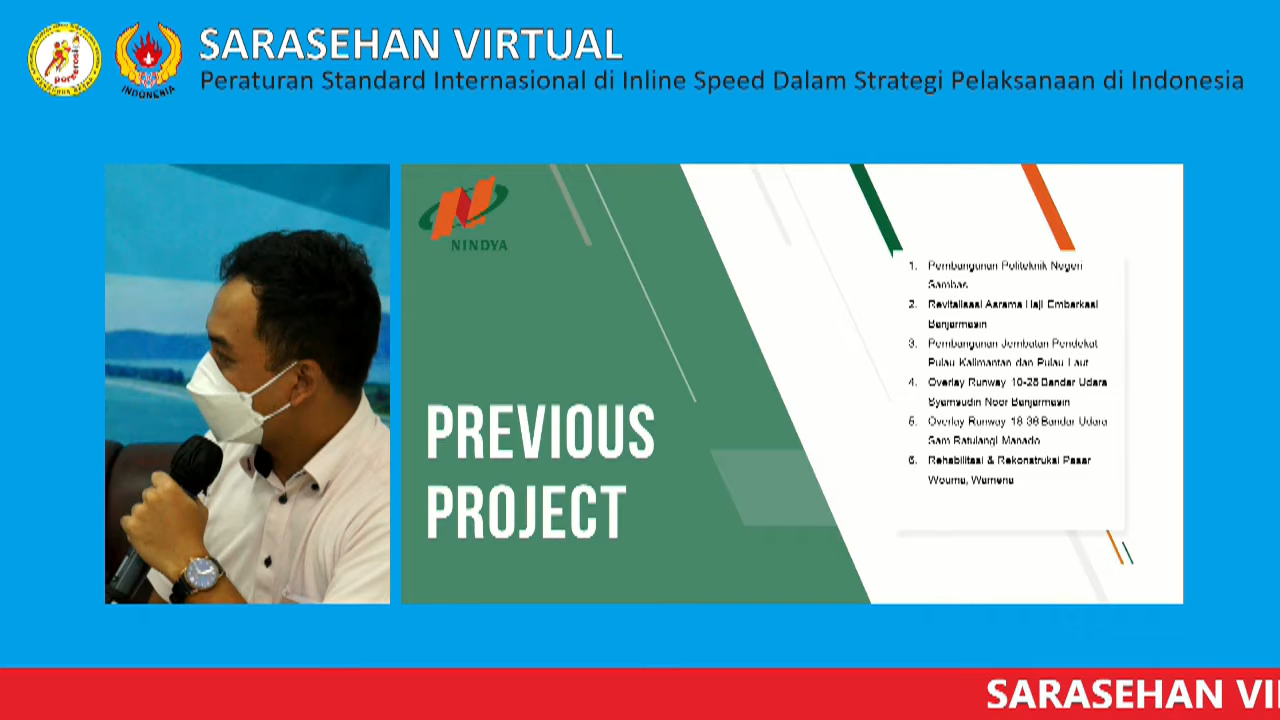 SARASEHAN VIRTUAL
Peraturan Standard Internasional di Inline Speed Dalam Strategi Pelaksanaan di Indonesia
porserosi
INDONESIA
NINDYA
PREVIOUS
PROJECT
1. Pembangunan Politeknik Negeri
Sambas
2. Revitalisasi Asrama Haji Embarkasi
Banjarmasin
3. Pembangunan Jembatan Pendekat
Pulau Kalimantan dan Pulau Laut
4. Overlay Runway 10-28 Bandar Udara
Syamsudin Noor Banjarmasin
5. Overlay Runway 18-36 Bandar Udara
Sam Ratulangi Manado
6. Rehabilitasi & Rekonstruksi Pasar
Wouma, Wamena
SARASEHAN VI